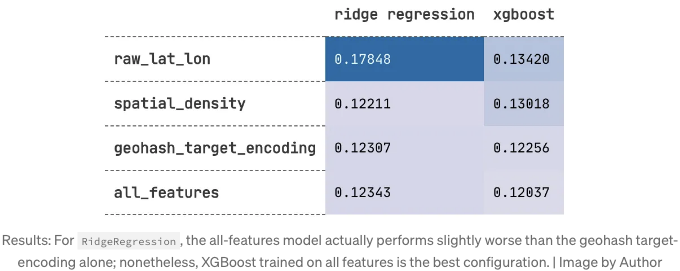 ridge regression xgboost
raw_lat_lon 0.17848 0.13420
spatial_density 0.12211 0.13018
geohash_target_encoding 0.12307 0.12256
all_features 0.12343 0.12037
Results: For RidgeRegression, the all-features model actually performs slightly worse than the geohash target-
encoding alone; nonetheless, XGBoost trained on all features is the best configuration. | Image by Author